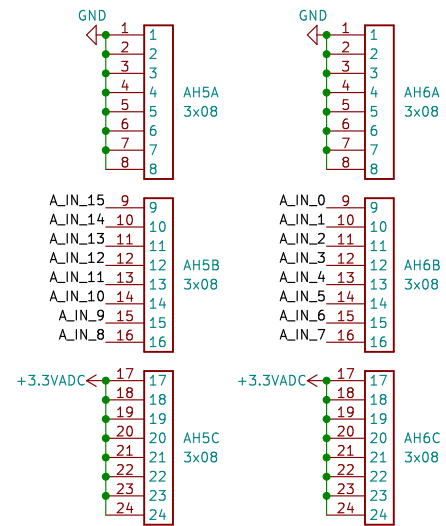 GND
1 1
2 2
3 3
4 4
5 5
6 6
7 7
8 8
AH5A
3x08
A_IN_15 9 9
A_IN_14 10 10
A_IN_13 11 11
A_IN_12 12 12
A_IN_11 13 13
A_IN_10 14 14
A_IN_9 15 15
A_IN_8 16 16
AH5B
3x08
+3.3VADC 17 17
18 18
19 19
20 20
21 21
22 22
23 23
24 24
AH5C
3x08
GND
1 1
2 2
3 3
4 4
5 5
6 6
7 7
8 8
AH6A
3x08
A_IN_0 9 9
A_IN_1 10 10
A_IN_2 11 11
A_IN_3 12 12
A_IN_4 13 13
A_IN_5 14 14
A_IN_6 15 15
A_IN_7 16 16
AH6B
3x08
+3.3VADC 17 17
18 18
19 19
20 20
21 21
22 22
23 23
24 24
AH6C
3x08